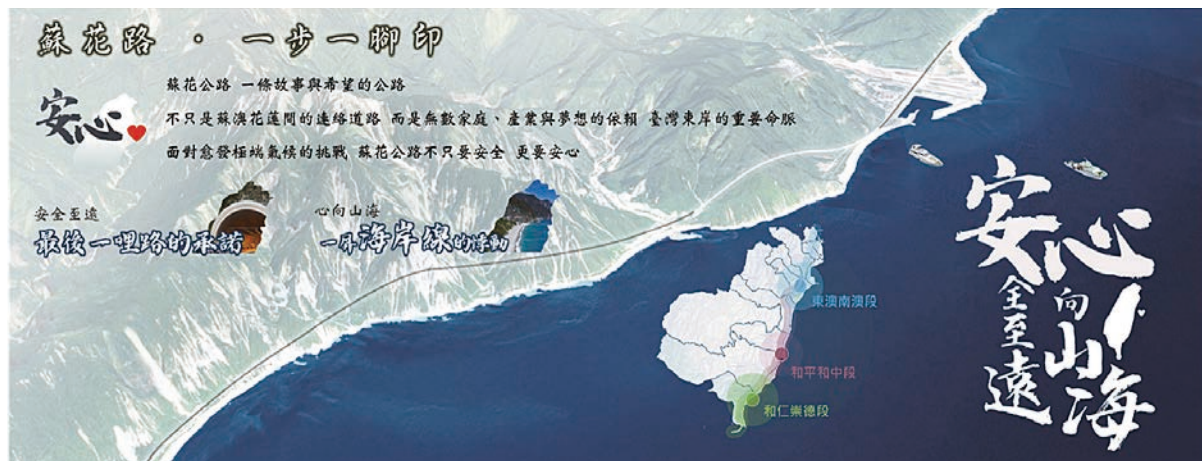 蘇花路 · 一步一腳印
安心
蘇花公路 一條故事與希望的公路
不只是蘇澳花蓮間的連絡道路 而是無數家庭、產業與夢想的依賴 臺灣東岸的重要命脈
面對愈發極端氣候的挑戰 蘇花公路不只要安全 更要安心
安全至遠
最後一哩路的承諾
心向山海
海岸線的悸動
東澳南澳段
和平和中段
和仁崇德段
安全至遠
心向山海